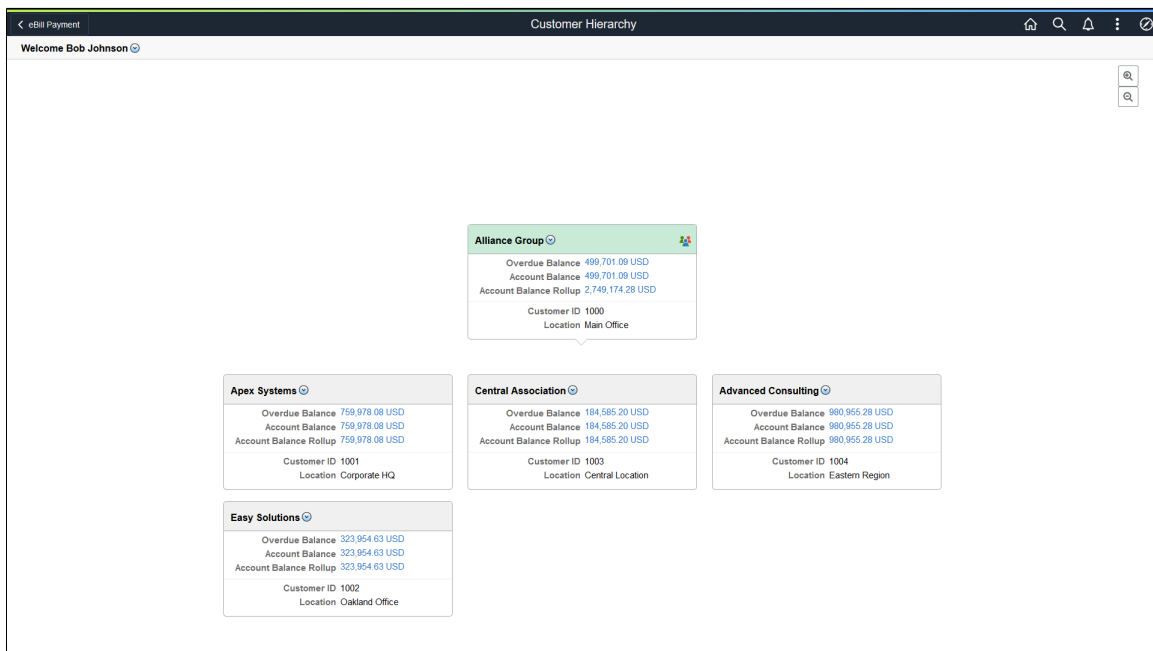 eBill Payment
Customer Hierarchy
Welcome Bob Johnson
Alliance Group
Overdue Balance 499,701.09 USD
Account Balance 499,701.09 USD
Account Balance Rollup 2,749,174.28 USD
Customer ID 1000
Location Main Office
Apex Systems
Overdue Balance 759,978.08 USD
Account Balance 759,978.08 USD
Account Balance Rollup 759,978.08 USD
Customer ID 1001
Location Corporate HQ
Central Association
Overdue Balance 184,585.20 USD
Account Balance 184,585.20 USD
Account Balance Rollup 184,585.20 USD
Customer ID 1003
Location Central Location
Advanced Consulting
Overdue Balance 980,955.28 USD
Account Balance 980,955.28 USD
Account Balance Rollup 980,955.28 USD
Customer ID 1004
Location Eastern Region
Easy Solutions
Overdue Balance 323,954.63 USD
Account Balance 323,954.63 USD
Account Balance Rollup 323,954.63 USD
Customer ID 1002
Location Oakland Office